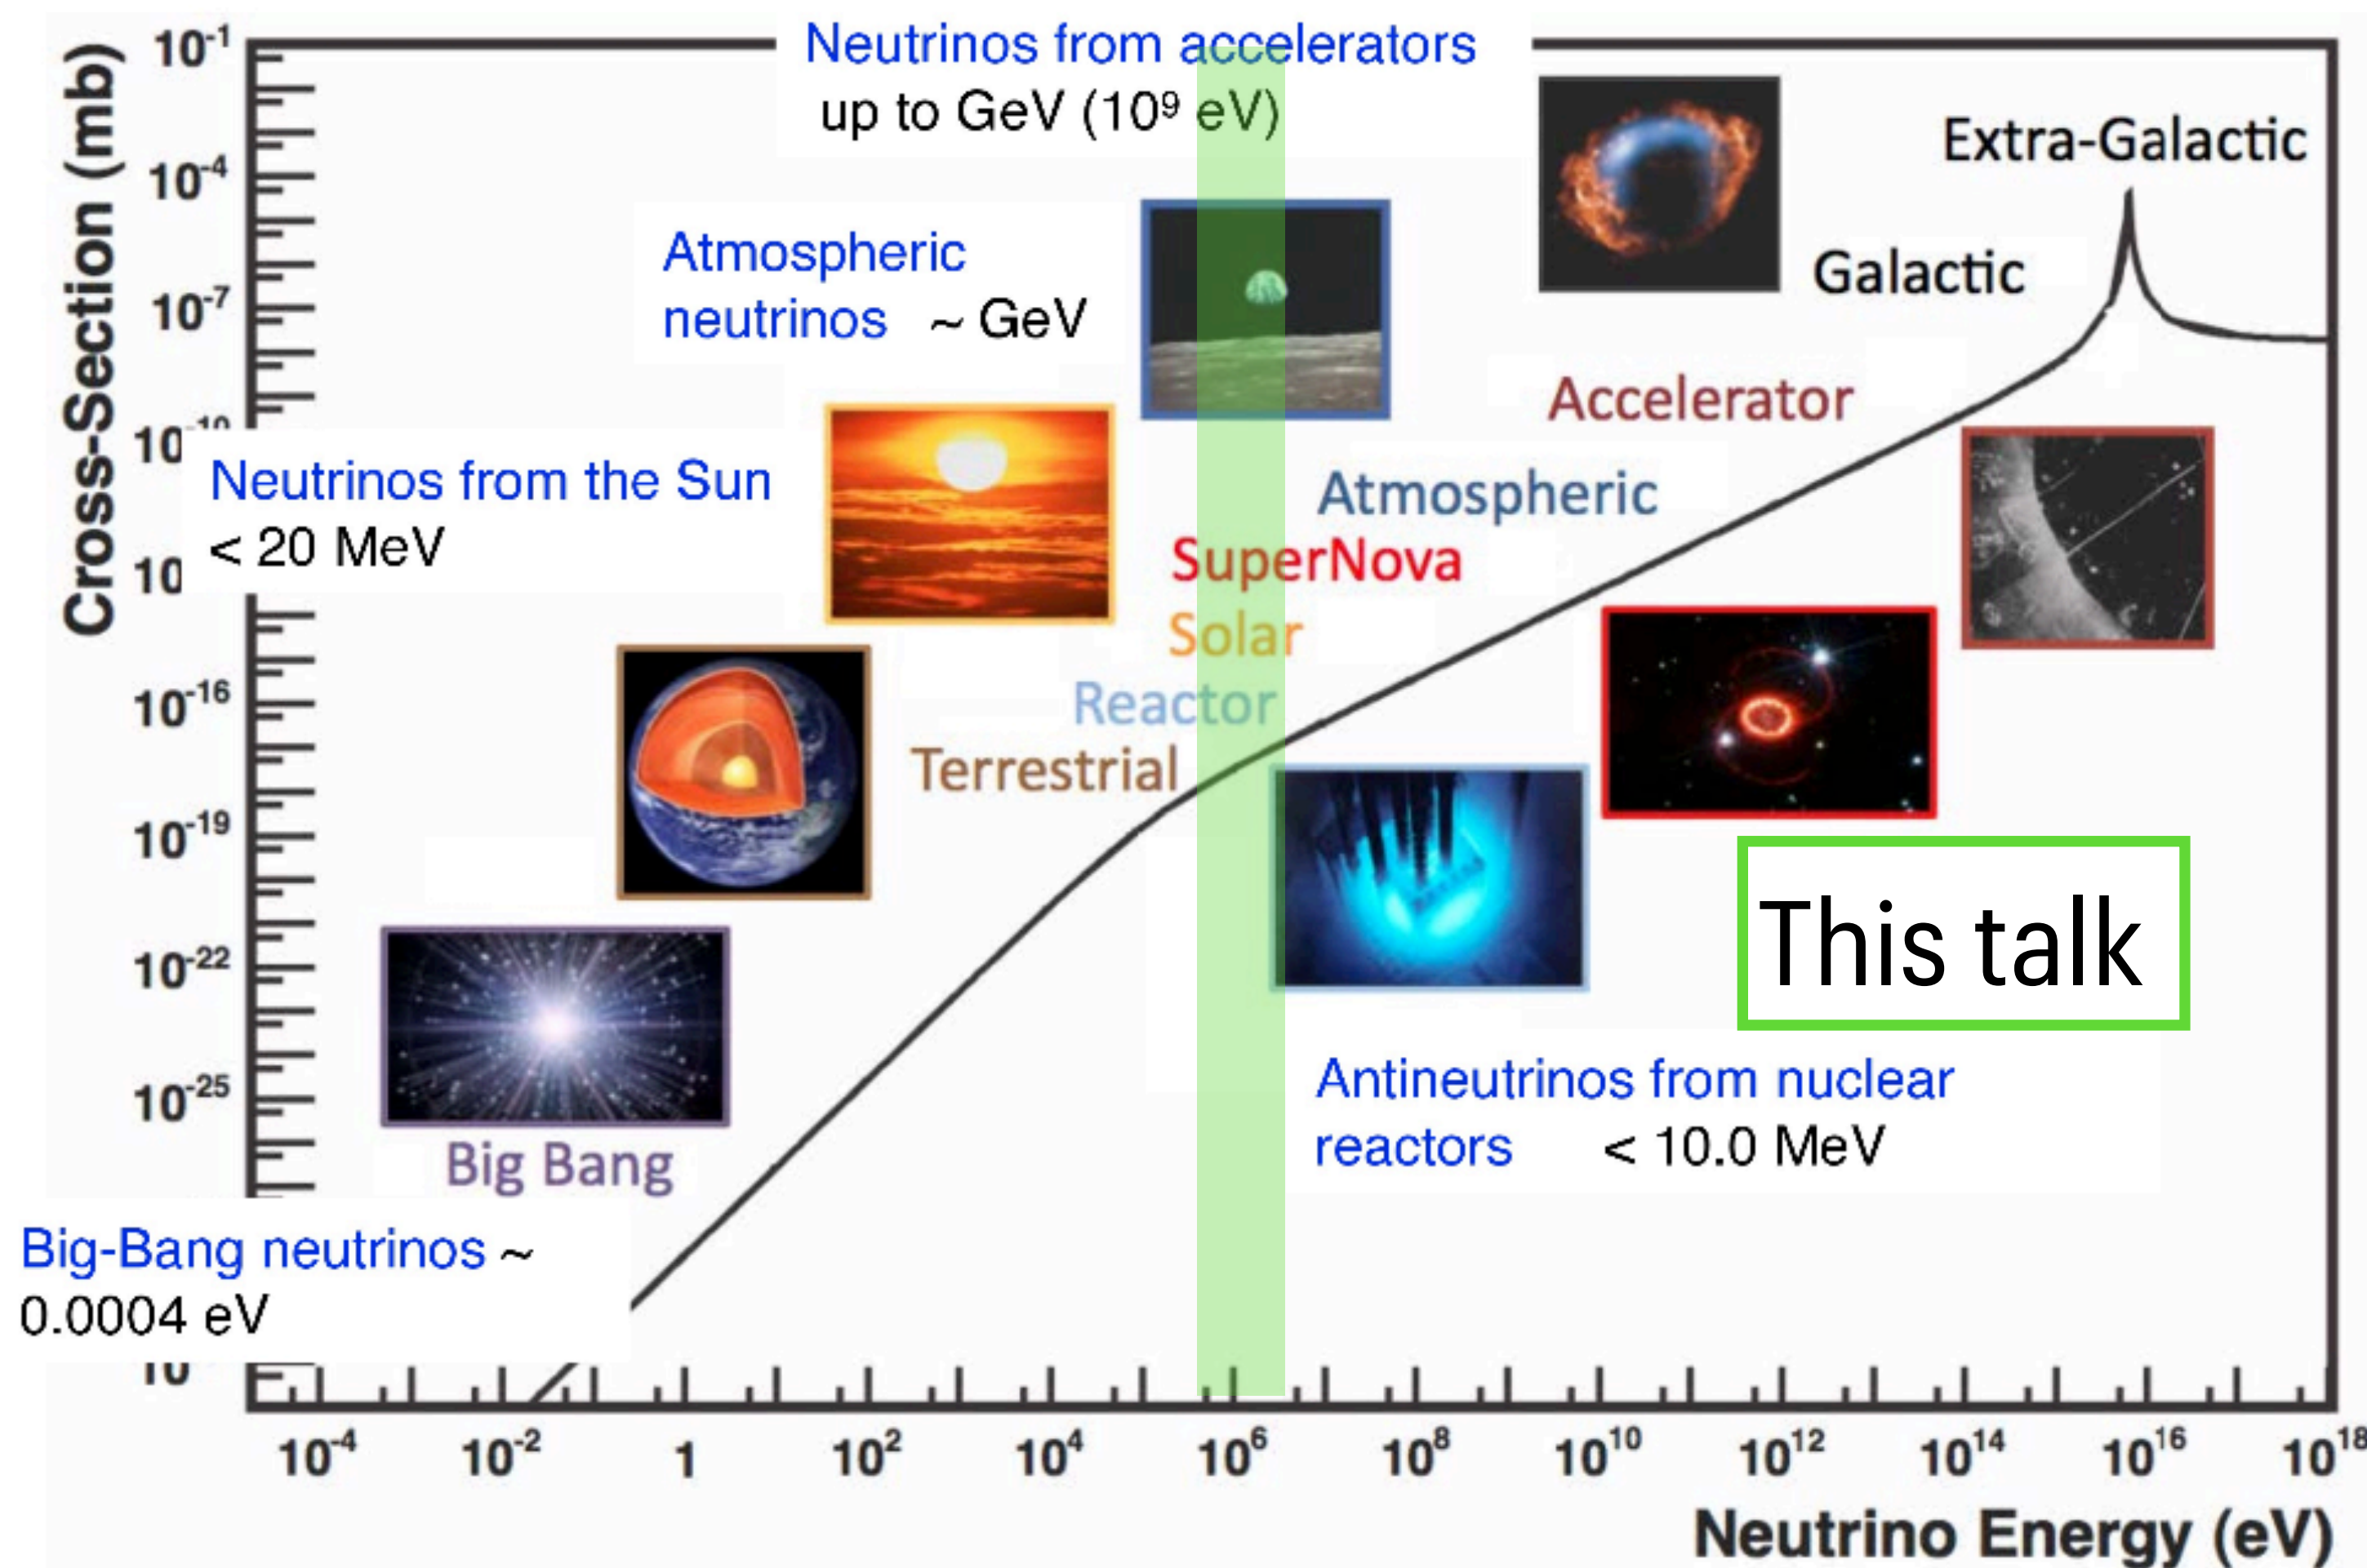 Cross-Section (mb)
10⁻¹
10⁻⁴
10⁻⁷
10⁻¹⁰
10
10⁻¹⁶
10⁻¹⁹
10⁻²²
10⁻²⁵
Neutrinos from accelerators
up to GeV (10⁹ eV)
Extra-Galactic
Galactic
Atmospheric
neutrinos ~ GeV
Accelerator
Neutrinos from the Sun
< 20 MeV
Atmospheric
SuperNova
Solar
Reactor
Terrestrial
This talk
Antineutrinos from nuclear
reactors < 10.0 MeV
Big Bang
Big-Bang neutrinos ~
0.0004 eV
10⁻⁴ 10⁻² 1 10² 10⁴ 10⁶ 10⁸ 10¹⁰ 10¹² 10¹⁴ 10¹⁶ 10¹⁸
Neutrino Energy (eV)